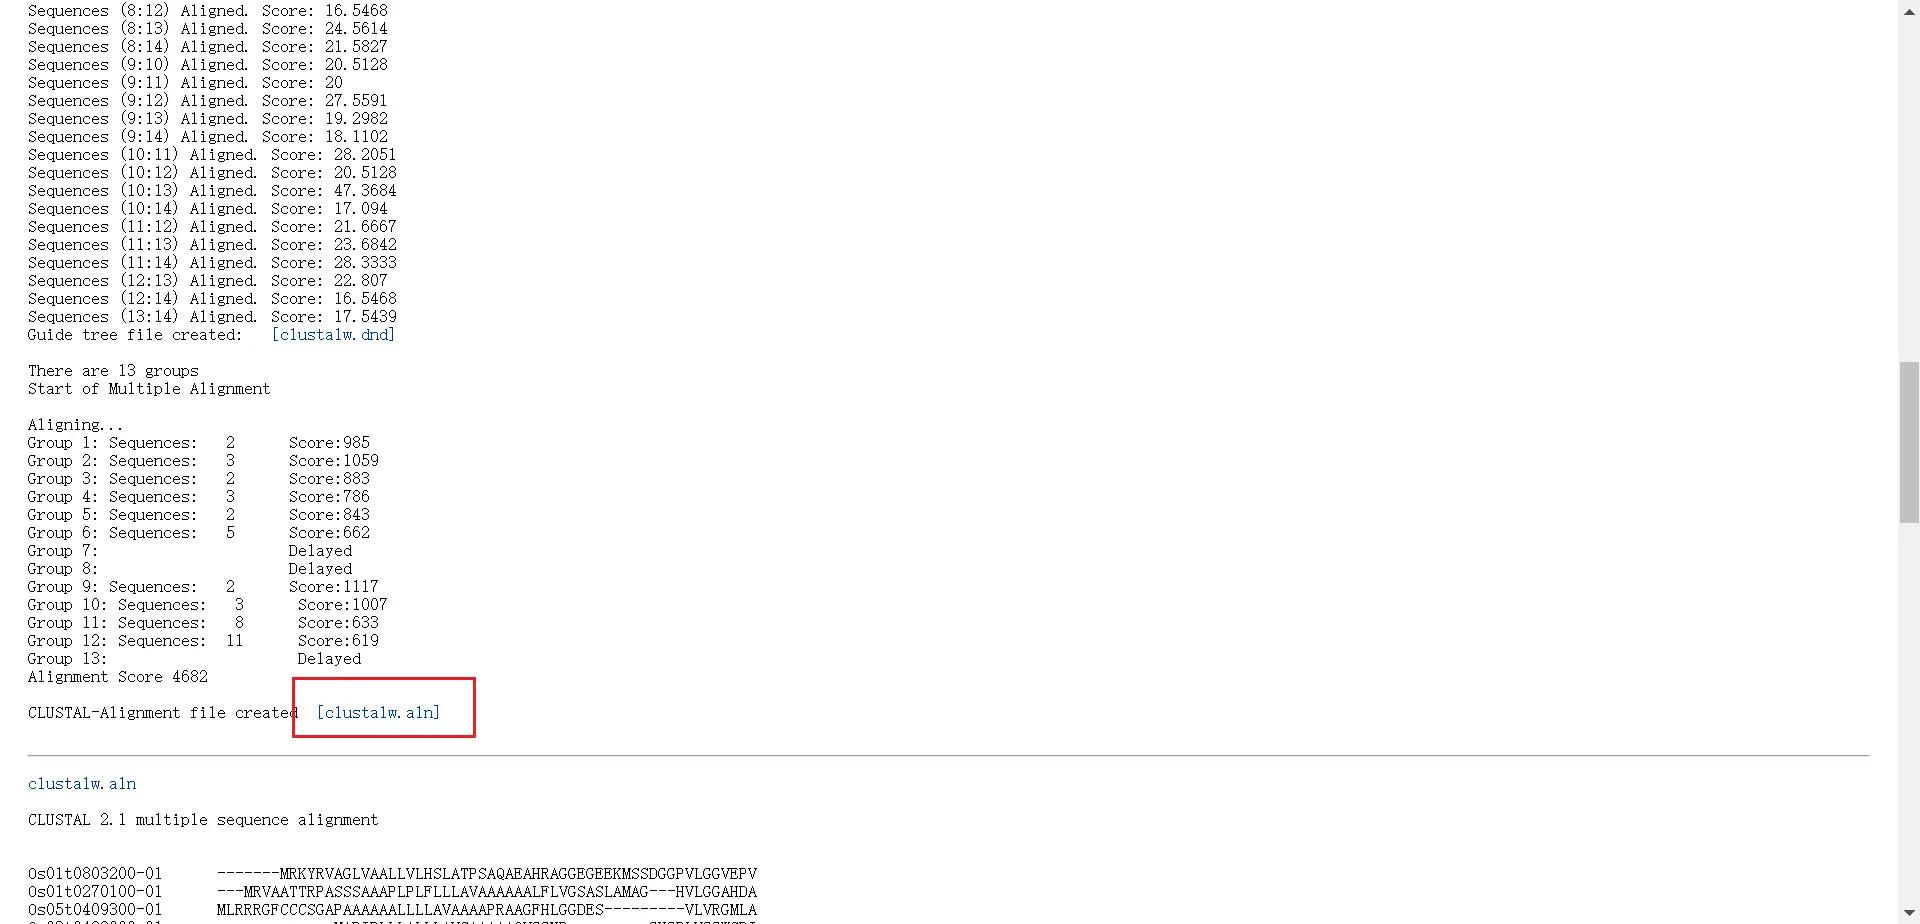 Sequences (8:12) Aligned. Score: 16.5468
Sequences (8:13) Aligned. Score: 24.5614
Sequences (8:14) Aligned. Score: 21.5827
Sequences (9:10) Aligned. Score: 20.5128
Sequences (9:11) Aligned. Score: 20
Sequences (9:12) Aligned. Score: 27.5591
Sequences (9:13) Aligned. Score: 19.2982
Sequences (9:14) Aligned. Score: 18.1102
Sequences (10:11) Aligned. Score: 28.2051
Sequences (10:12) Aligned. Score: 20.5128
Sequences (10:13) Aligned. Score: 47.3684
Sequences (10:14) Aligned. Score: 17.094
Sequences (11:12) Aligned. Score: 21.6667
Sequences (11:13) Aligned. Score: 23.6842
Sequences (11:14) Aligned. Score: 28.3333
Sequences (12:13) Aligned. Score: 22.807
Sequences (12:14) Aligned. Score: 16.5468
Sequences (13:14) Aligned. Score: 17.5439
Guide tree file created: [clustalw.dnd]
There are 13 groups
Start of Multiple Alignment
Aligning...
Group 1: Sequences: 2 Score:985
Group 2: Sequences: 3 Score:1059
Group 3: Sequences: 2 Score:883
Group 4: Sequences: 3 Score:786
Group 5: Sequences: 2 Score:843
Group 6: Sequences: 5 Score:662
Group 7: Delayed
Group 8: Delayed
Group 9: Sequences: 2 Score:1117
Group 10: Sequences: 3 Score:1007
Group 11: Sequences: 8 Score:633
Group 12: Sequences: 11 Score:619
Group 13: Delayed
Alignment Score 4682
CLUSTAL-Alignment file created [clustalw.aln]
clustalw.aln
CLUSTAL 2.1 multiple sequence alignment
Os01t0803200-01 -------MRKYRVAGLVAALLVLHSLATPSAQAEAHRAGGEGEEKMSSDGGPVLGGVEPV
Os01t0270100-01 ---MRVAATTRPASSSAAAPLPLFLLLAVAAAAAALFLVGSASLAMAG---HVLGGAHDA
Os05t0409300-01 MLRRRGFCCCSGAPAAAAAALLLLAVAAAAPRAAGFHLGGDES---------VLVRGMLA